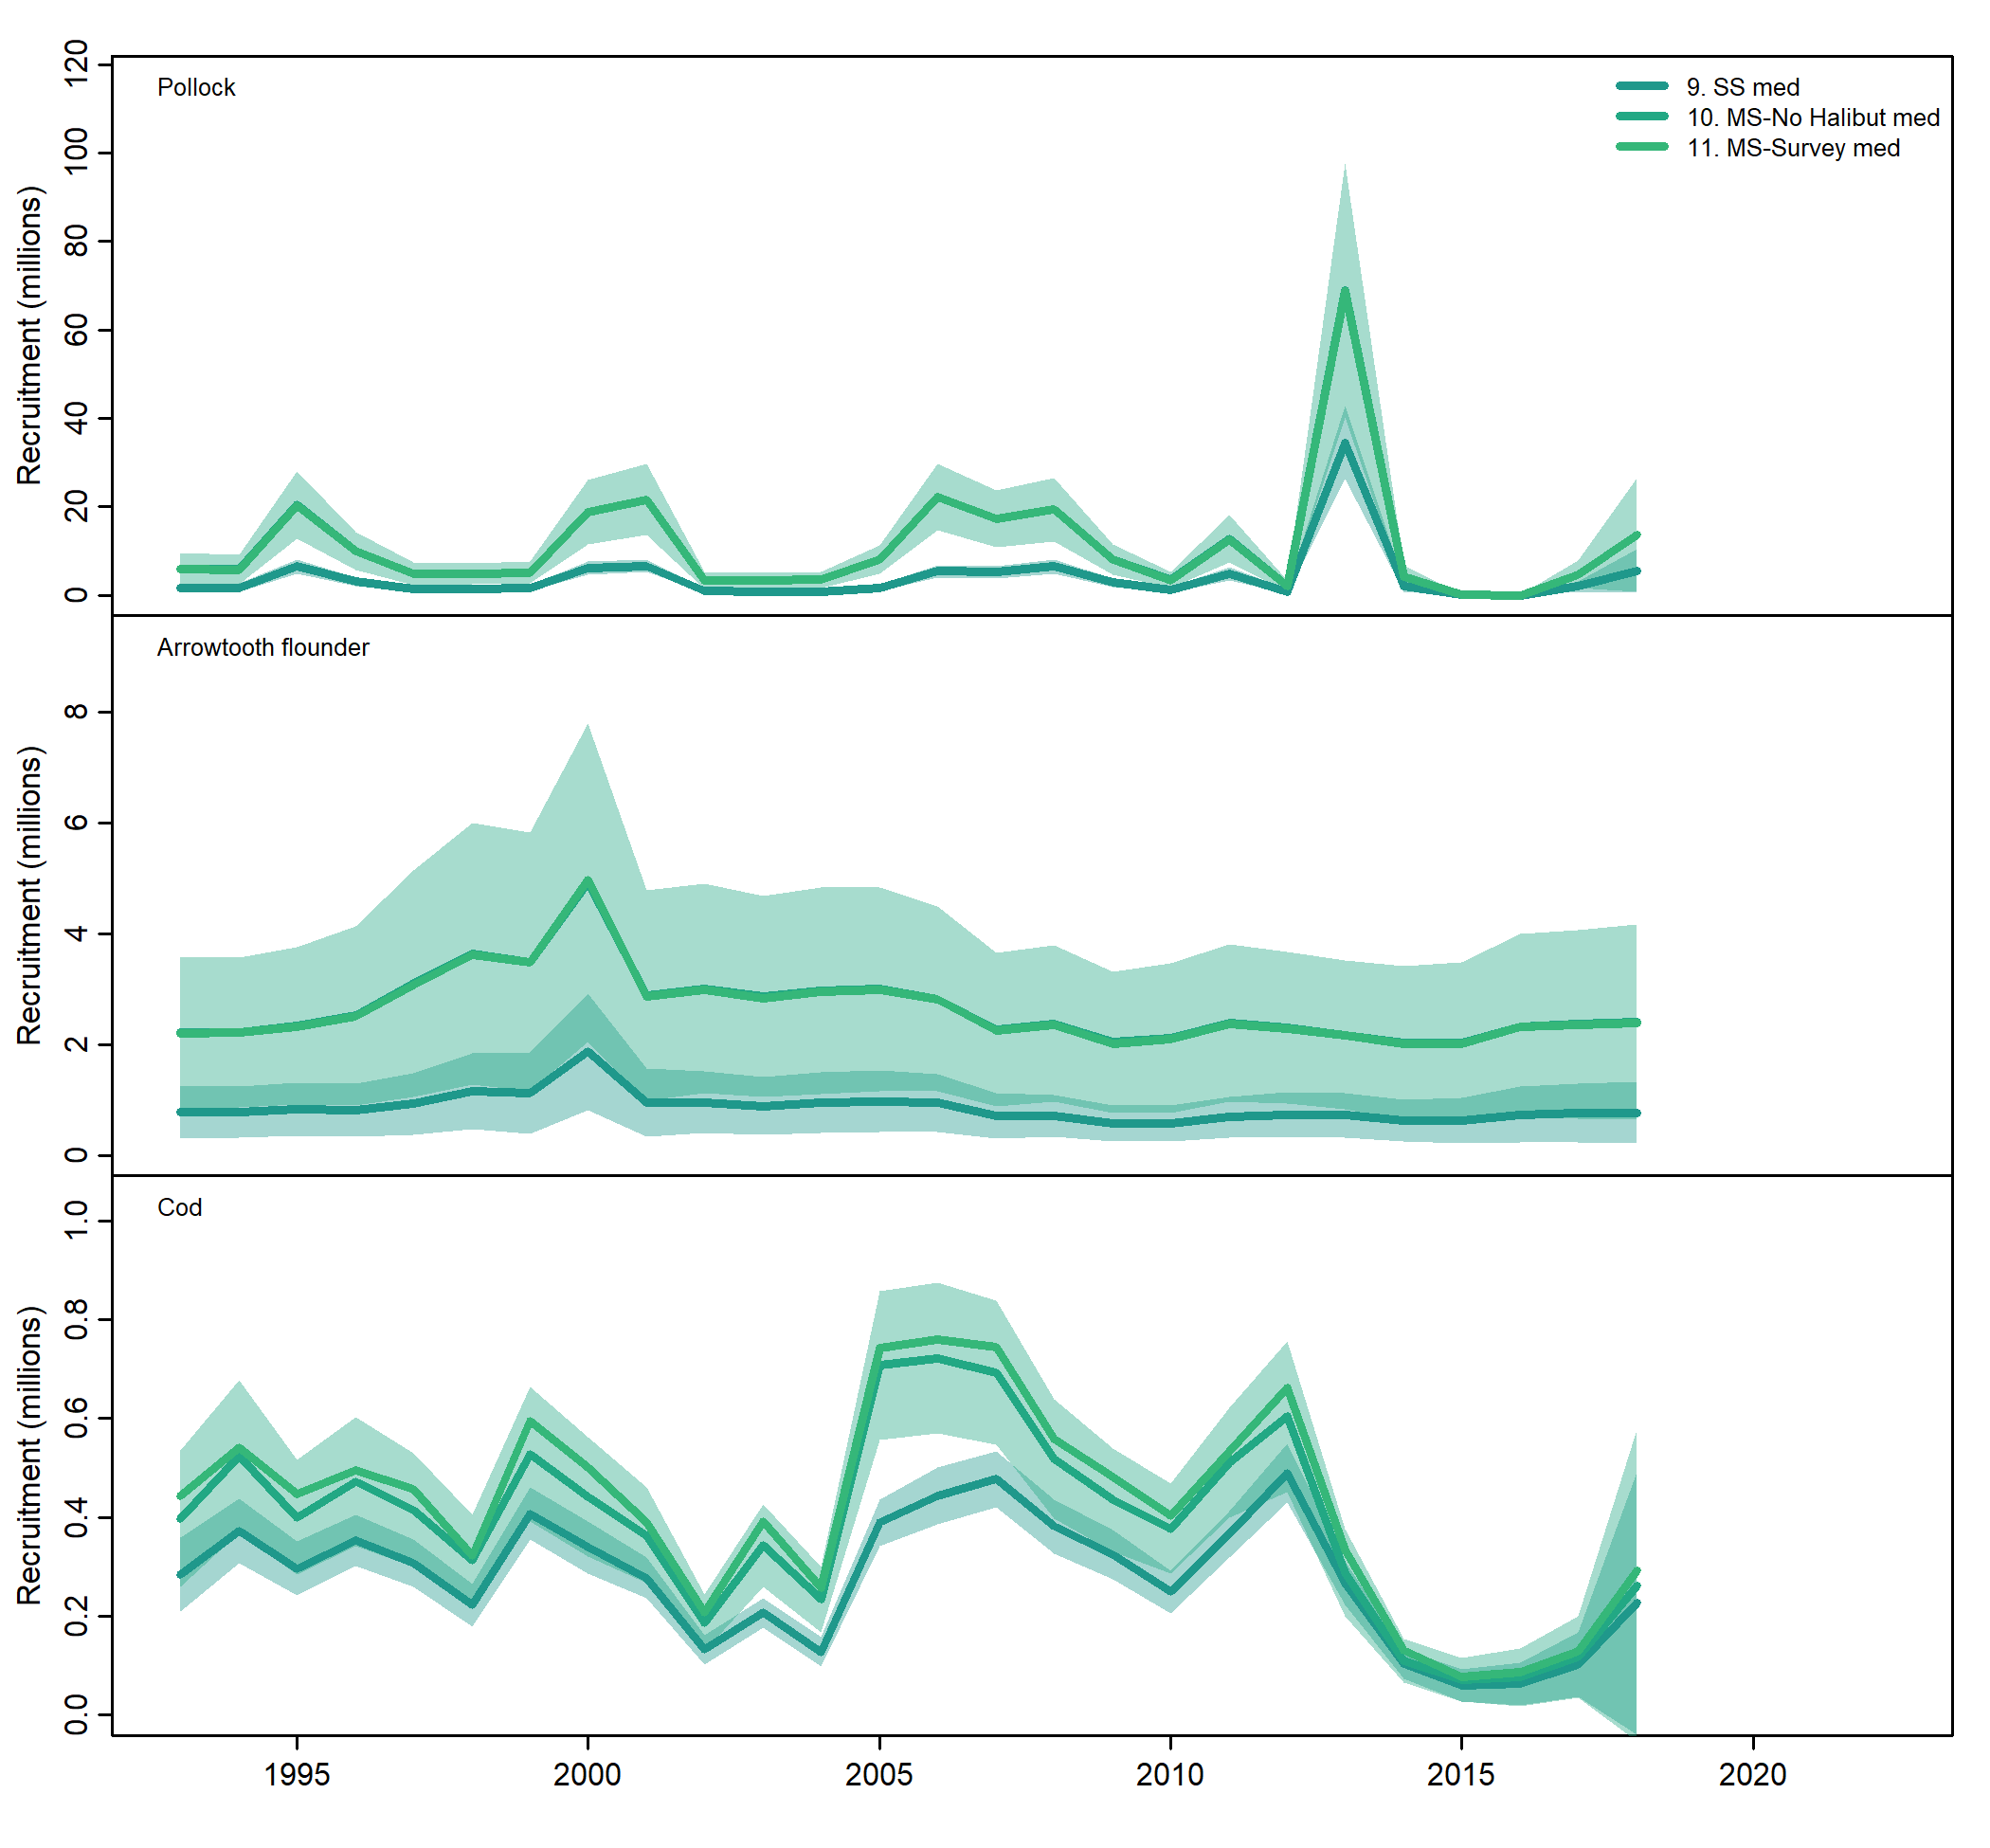 Pollock
9. SS med
10. MS-No Halibut med
11. MS-Survey med
Recruitment (millions)
120
100
80
60
40
20
0
Arrowtooth flounder
Recruitment (millions)
8
6
4
2
0
Cod
Recruitment (millions)
1.0
0.8
0.6
0.4
0.2
0.0
1995 2000 2005 2010 2015 2020